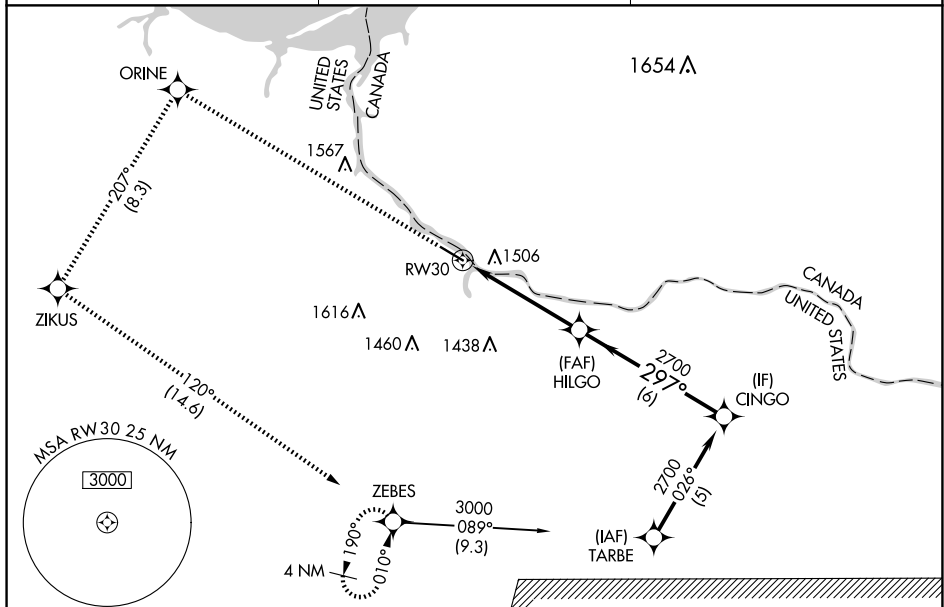 1654
ORINE
UNITED
STATES
CANADA
1567
207°
(8.3)
RW30
1506
CANADA
UNITED
STATES
ZIKUS
1616
1460
1438
(FAF)
HILGO
2700
297°
(6)
(IF)
CINGO
120°
(14.6)
MSA RW30 25 NM
3000
2700
026°
(5)
ZEBES
3000
089°
(9.3)
(IAF)
TARBE
190°
010°
4 NM